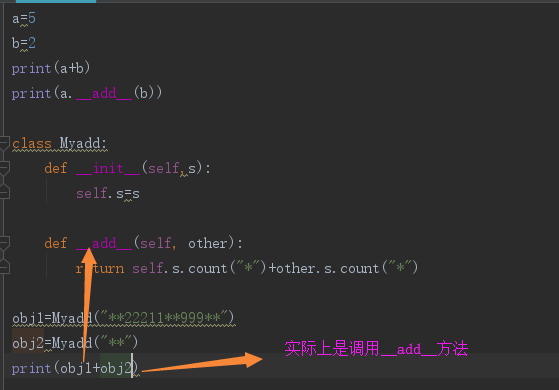 a=5
b=2
print(a+b)
print(a.__add__(b))
class Myadd:
    def __init__(self,s):
        self.s=s
    def __add__(self, other):
        return self.s.count("*")+other.s.count("*")
obj1=Myadd("**22211**999**")
obj2=Myadd("**")
print(obj1+obj2)
实际上是调用__add__方法